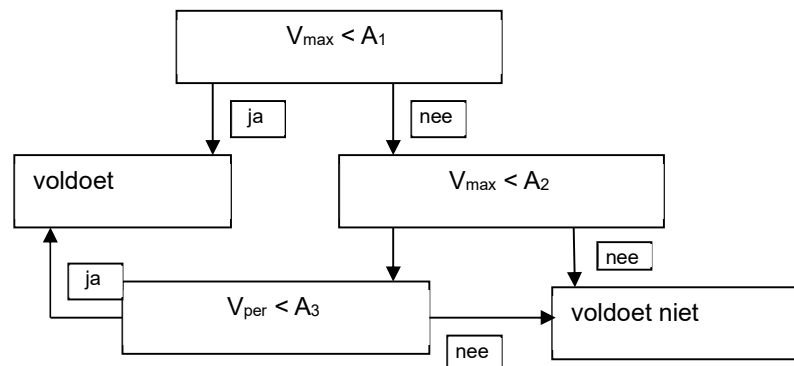 Vmax < A1
ja
nee
voldoet
Vmax < A2
nee
ja
Vper < A3
voldoet niet
nee